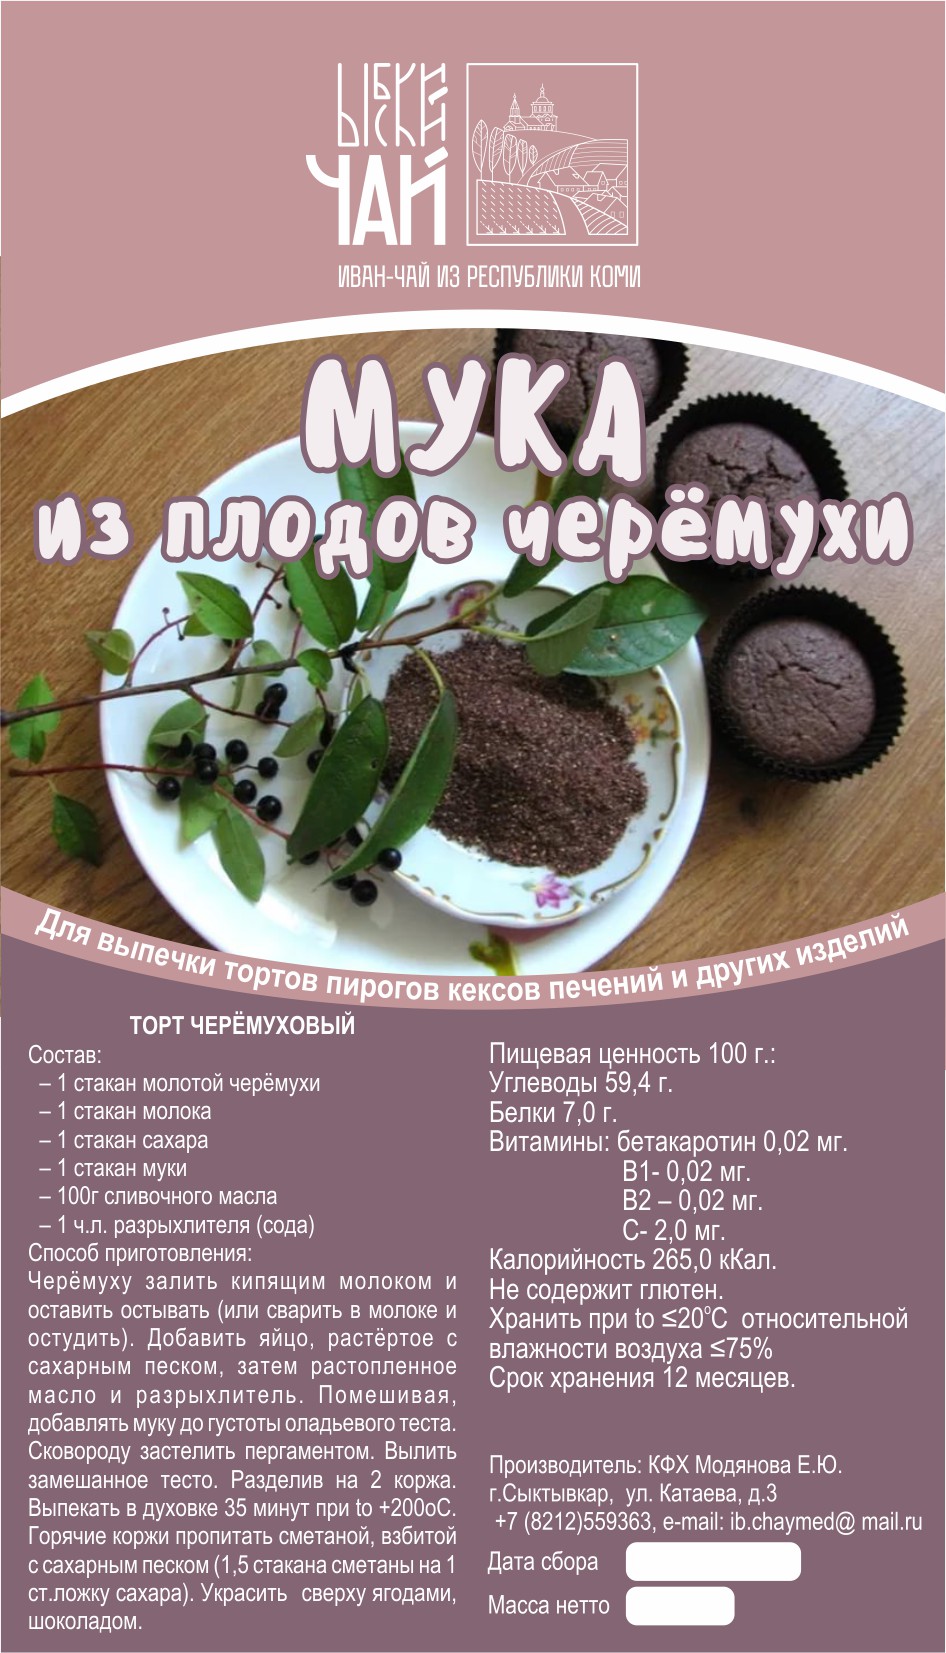 ЫБСКИЙ
ЧАЙ
ИВАН-ЧАЙ ИЗ РЕСПУБЛИКИ КОМИ
МУКА
из плодов черёмухи
Для выпечки тортов пирогов кексов печений и других изделий
ТОРТ ЧЕРЁМУХОВЫЙ
Состав:
– 1 стакан молотой черёмухи
– 1 стакан молока
– 1 стакан сахара
– 1 стакан муки
– 100г сливочного масла
– 1 ч.л. разрыхлителя (сода)
Способ приготовления:
Черёмуху залить кипящим молоком и
оставить остывать (или сварить в молоке и
остудить). Добавить яйцо, растёртое с
сахарным песком, затем растопленное
масло и разрыхлитель. Помешивая,
добавлять муку до густоты оладьевого теста.
Сковороду застелить пергаментом. Вылить
замешанное тесто. Разделив на 2 коржа.
Выпекать в духовке 35 минут при to +200оС.
Горячие коржи пропитать сметаной, взбитой
с сахарным песком (1,5 стакана сметаны на 1
ст.ложку сахара). Украсить сверху ягодами,
шоколадом.
Пищевая ценность 100 г.:
Углеводы 59,4 г.
Белки 7,0 г.
Витамины: бетакаротин 0,02 мг.
В1- 0,02 мг.
В2 – 0,02 мг.
С- 2,0 мг.
Калорийность 265,0 кКал.
Не содержит глютен.
Хранить при to ≤20°С относительной
влажности воздуха ≤75%
Срок хранения 12 месяцев.
Производитель: КФХ Модянова Е.Ю.
г.Сыктывкар, ул. Катаева, д.3
+7 (8212)559363, e-mail: ib.chaymed@ mail.ru
Дата сбора
Масса нетто